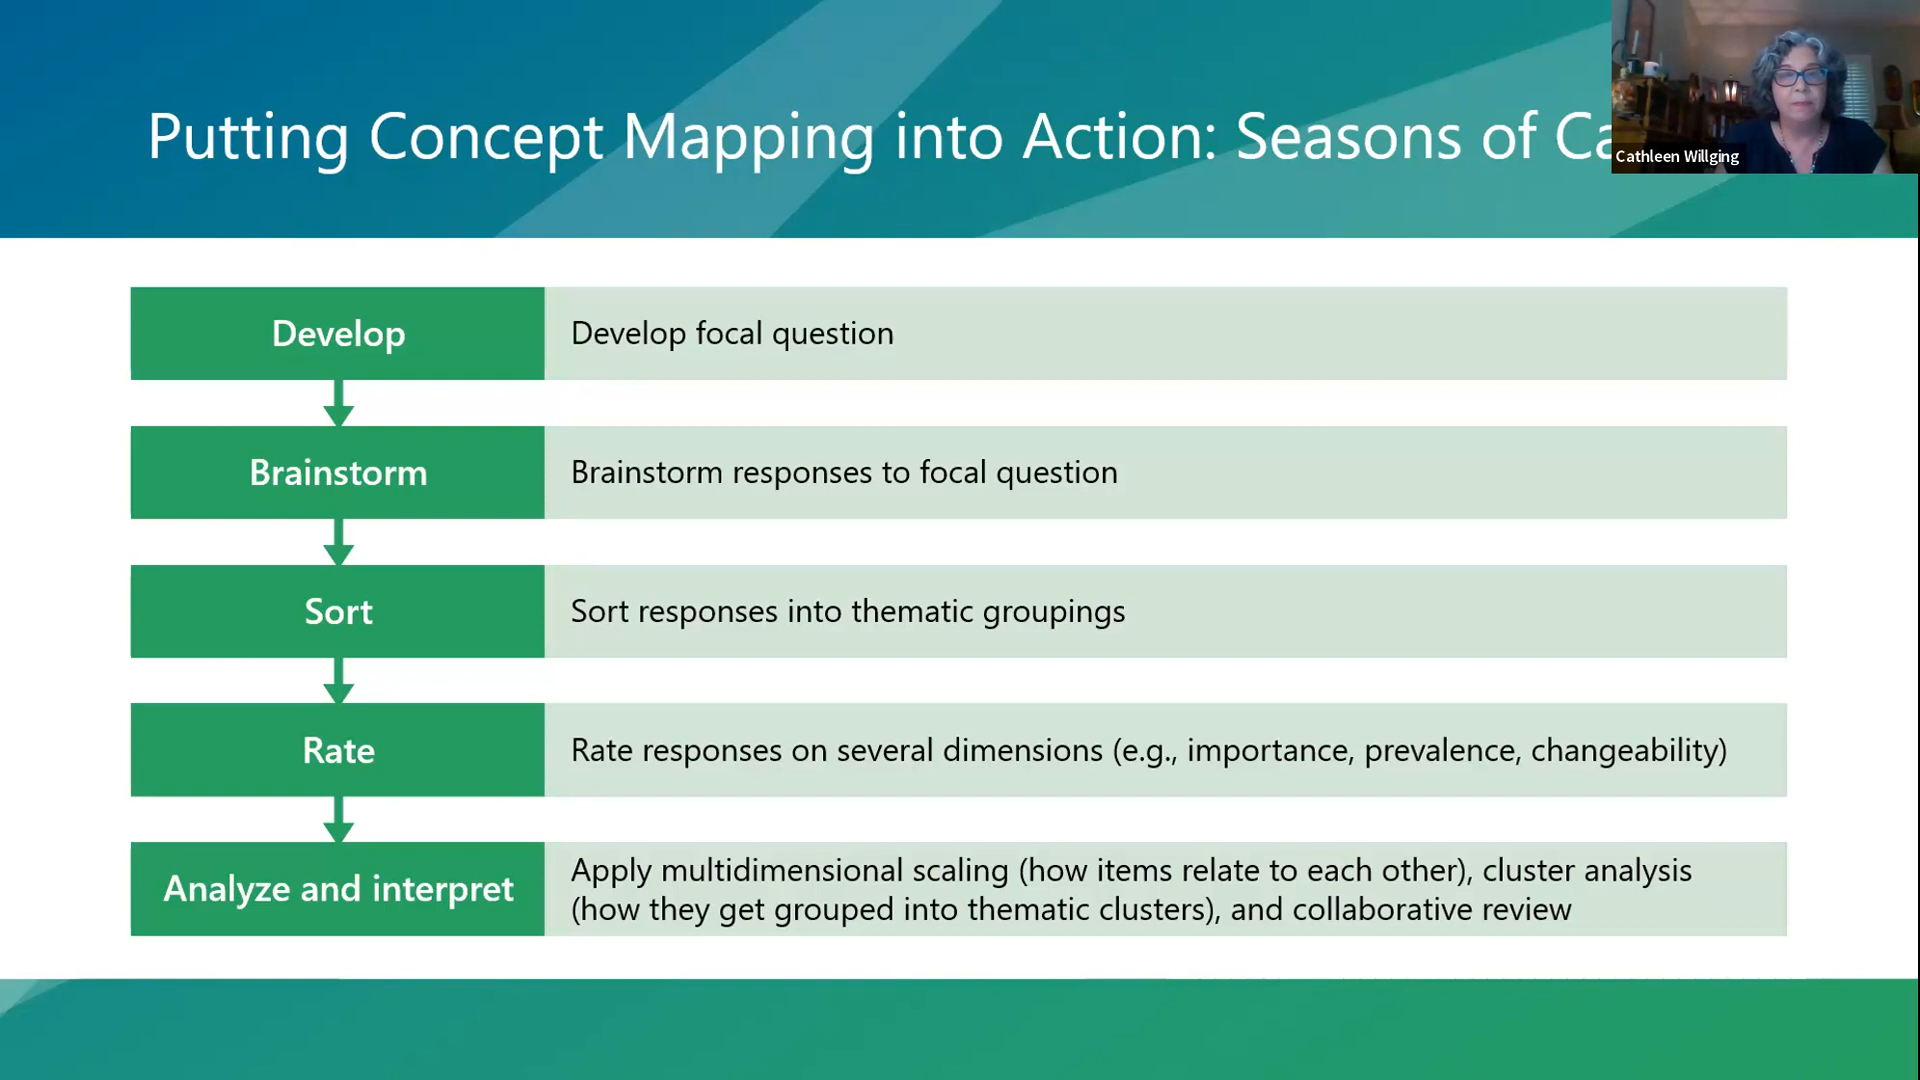 Putting Concept Mapping into Action: Seasons of
Cathleen Willging
Develop
Develop focal question
Brainstorm
Brainstorm responses to focal question
Sort
Sort responses into thematic groupings
Rate
Rate responses on several dimensions (e.g., importance, prevalence, changeability)
Analyze and interpret
Apply multidimensional scaling (how items relate to each other), cluster analysis
(how they get grouped into thematic clusters), and collaborative review